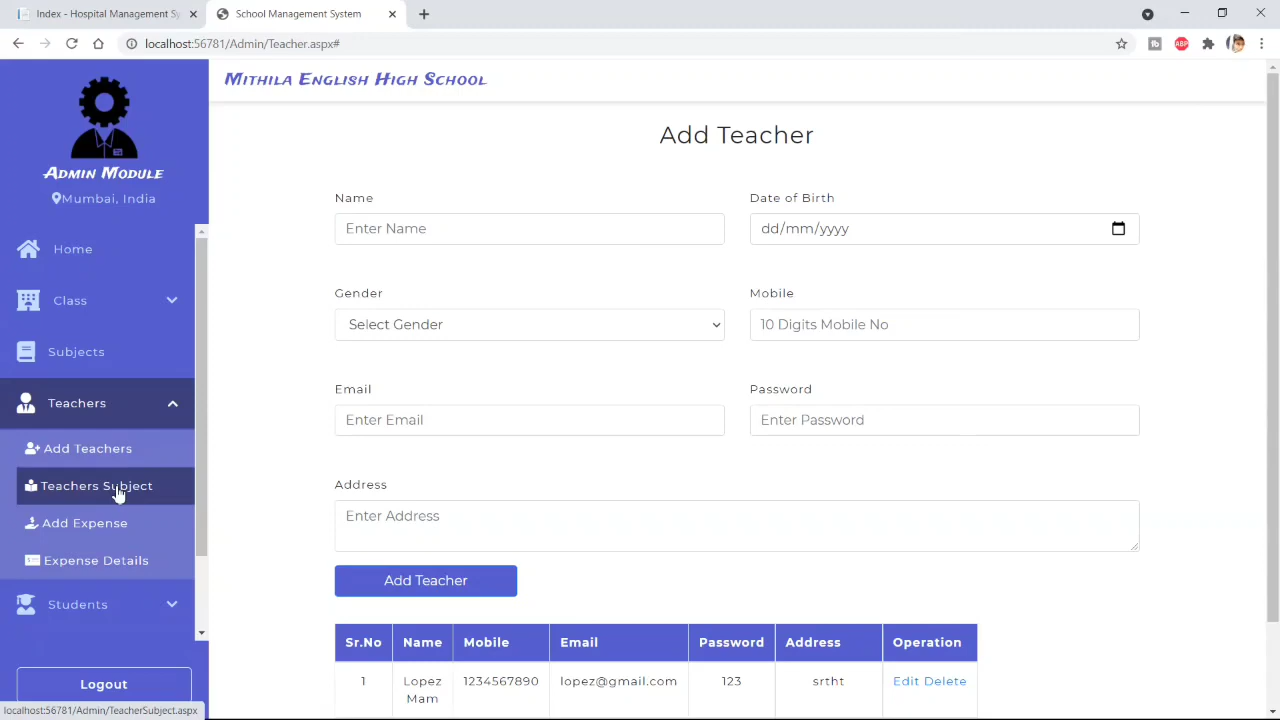 Index - Hospital Management Sy
School Management System
localhost:56781/Admin/Teacher.aspx#
ABP
Mithila English High School
Admin Module
Mumbai, India
Home
Class
Subjects
Teachers
Add Teachers
Teachers Subject
Add Expense
Expense Details
Students
Logout
localhost:56781/Admin/TeacherSubject.aspx
Add Teacher
Name
Date of Birth
Enter Name
dd/mm/yyyy
Gender
Mobile
Select Gender
10 Digits Mobile No
Email
Password
Enter Email
Enter Password
Address
Enter Address
Add Teacher
Sr.No Name Mobile Email Password Address Operation
1 Lopez 1234567890 lopez@gmail.com 123 srtht Edit Delete
Mam